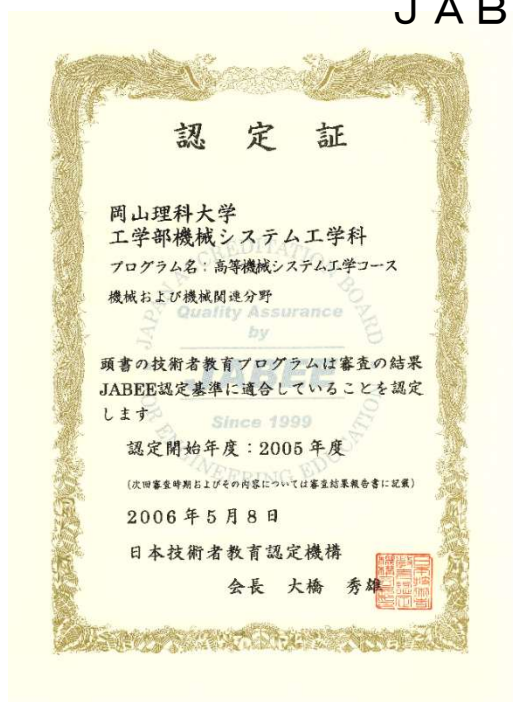 JAB
認定証
岡山理科大学
工学部機械システム工学科
プログラム名:高等機械システム工学コース
機械および機械関連分野
Quality Assurance
by
JABEE
Since 1999
JAPAN ACCREDITATION BOARD
FOR ENGINEERING EDUCATION
頭書の技術者教育プログラムは審査の結果
JABEE認定基準に適合していることを認定
します
認定開始年度:2005年度
(次回審査時期およびその内容については審査結果報告書に記載)
2006年5月8日
日本技術者教育認定機構
会長 大橋 秀雄